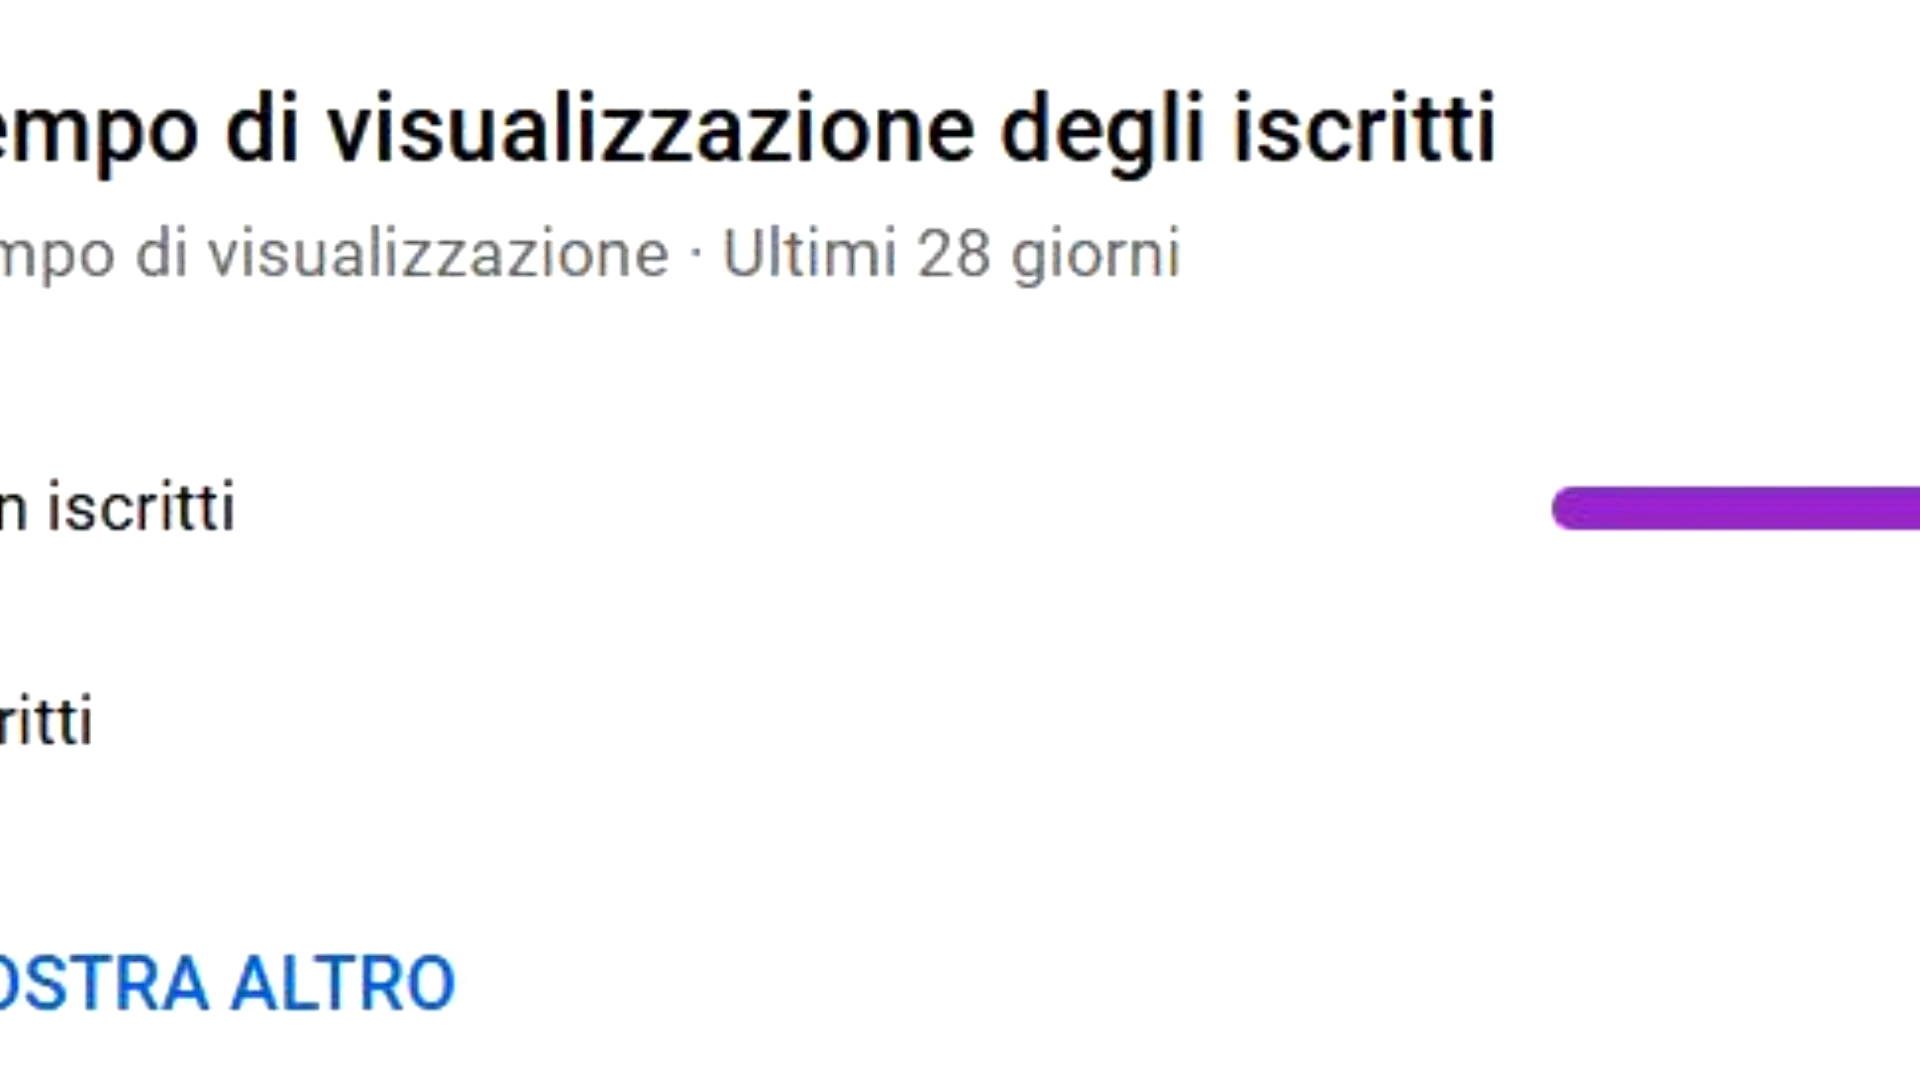 empo di visualizzazione degli iscritti
mpo di visualizzazione · Ultimi 28 giorni
n iscritti
ritti
OSTRA ALTRO